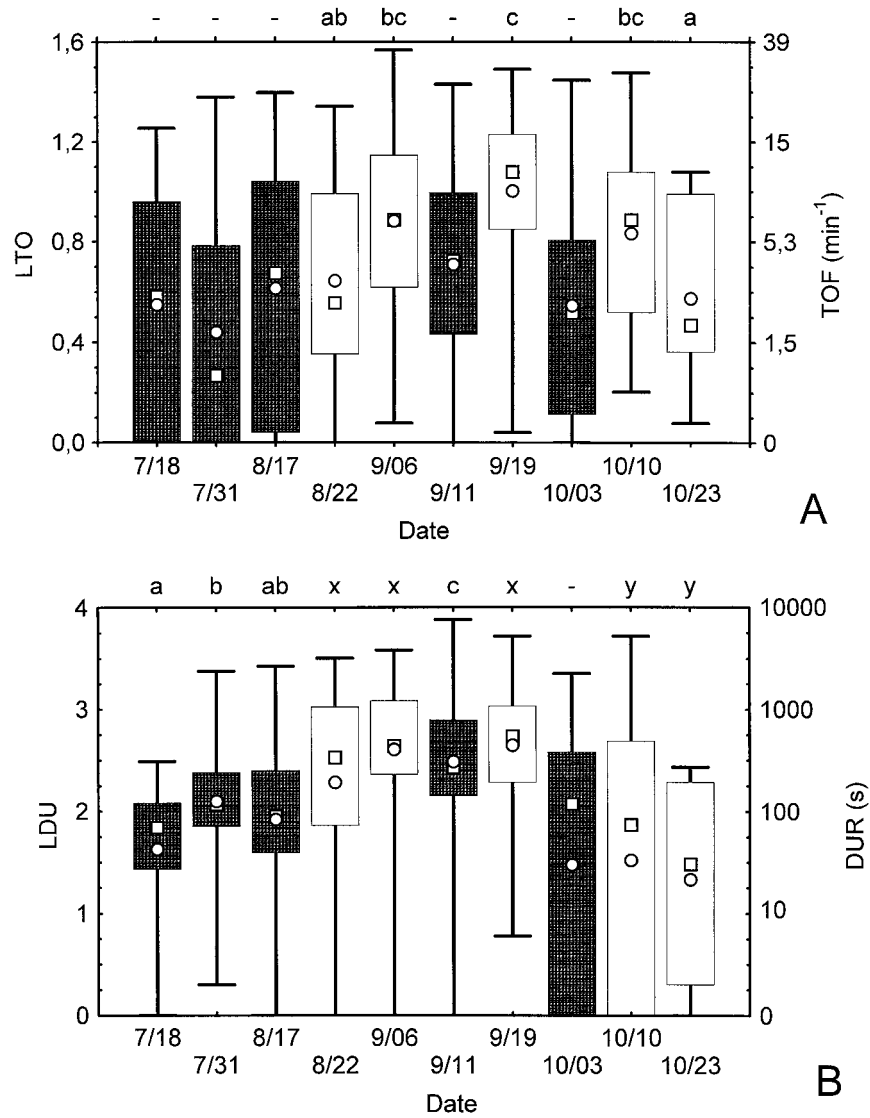 - - - ab bc - c - bc a
1,6 39
1,2 15
0,8 5,3
LTO TOF (min-1)
0,4 1,5
0,0 0
7/18 8/17 9/06 9/19 10/10
7/31 8/22 9/11 10/03 10/23
Date
A
a b ab x x c x - y y
4 10000
3 1000
2 100
LDU DUR (s)
1 10
0 0
7/18 8/17 9/06 9/19 10/10
7/31 8/22 9/11 10/03 10/23
Date
B